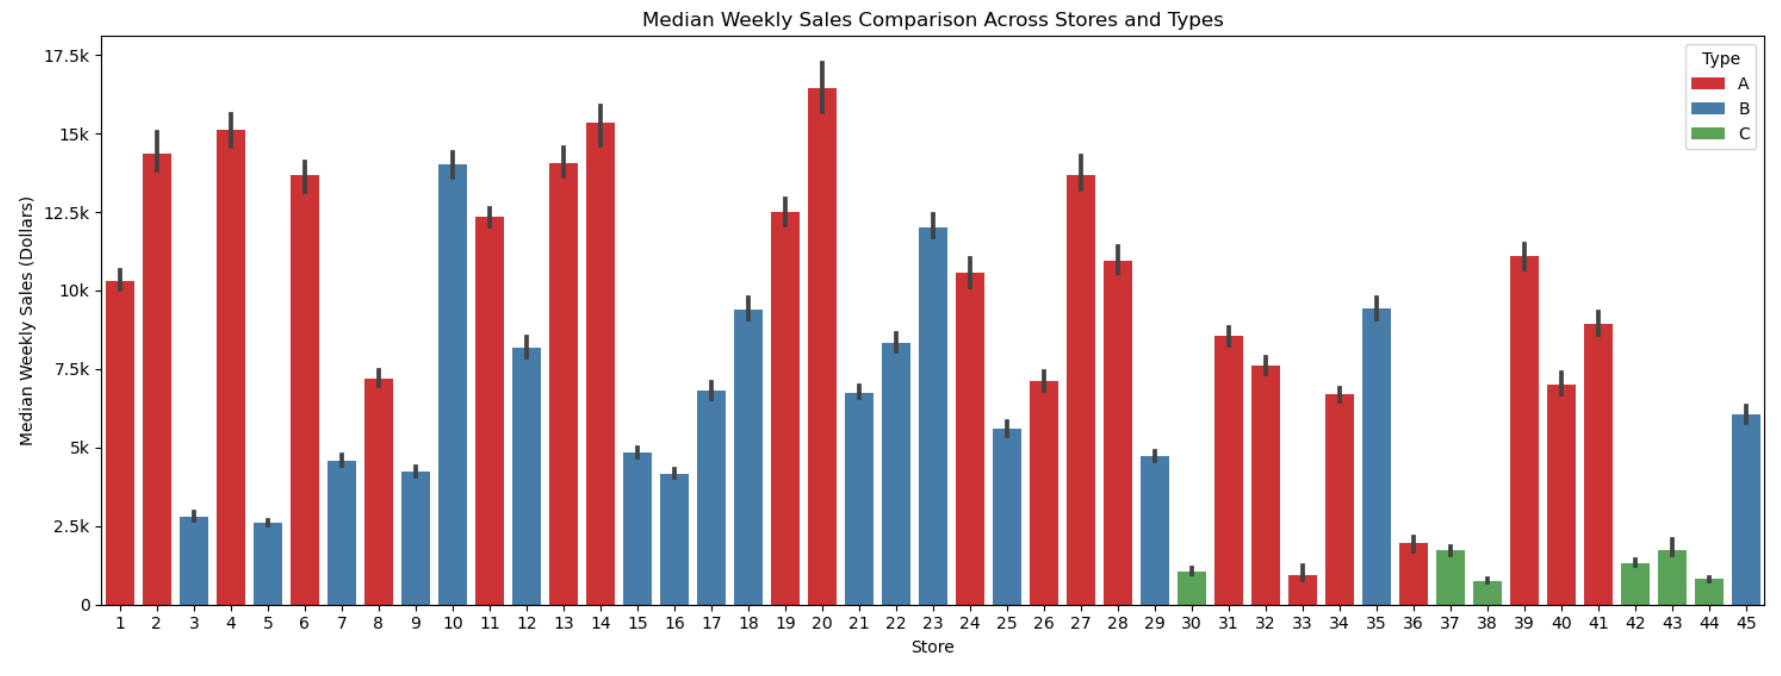 Median Weekly Sales Comparison Across Stores and Types
Median Weekly Sales (Dollars)
17.5k
15k
12.5k
10k
7.5k
5k
2.5k
0
Type
A
B
C
1 2 3 4 5 6 7 8 9 10 11 12 13 14 15 16 17 18 19 20 21 22 23 24 25 26 27 28 29 30 31 32 33 34 35 36 37 38 39 40 41 42 43 44 45
Store